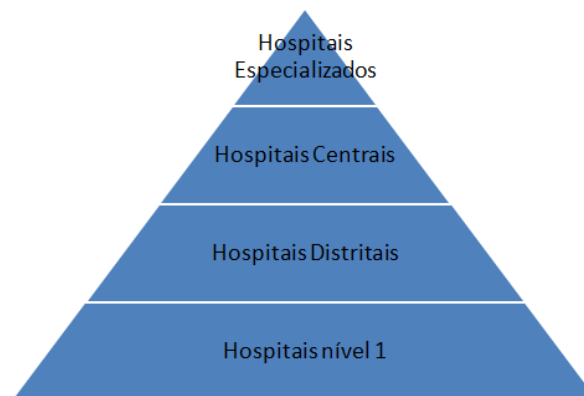 Hospitais
Especializados
Hospitais Centrais
Hospitais Distritais
Hospitais nível 1